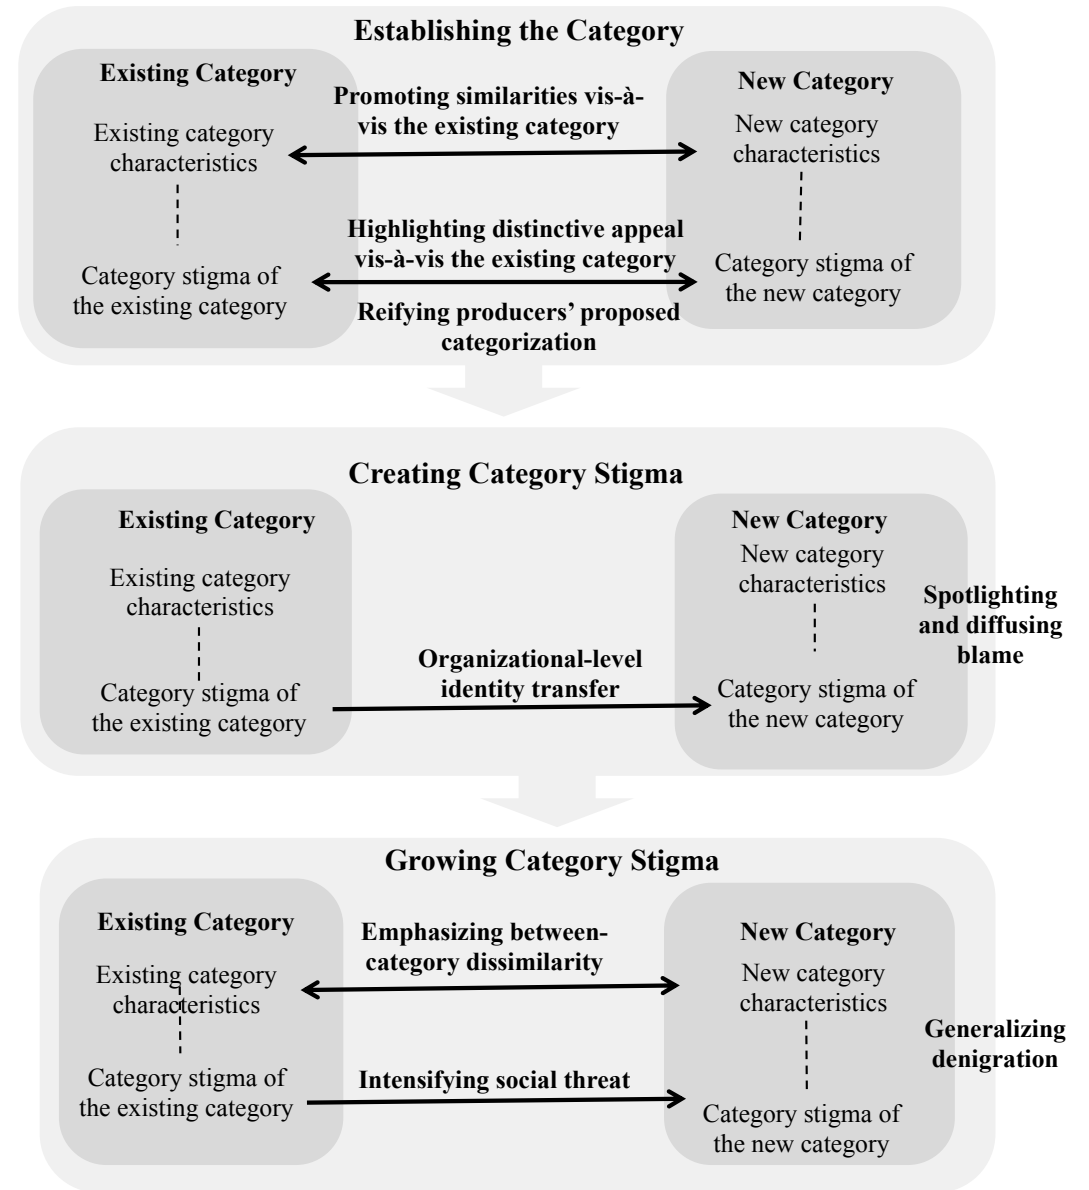 Establishing the Category
Existing Category
New Category
Promoting similarities vis-à-
vis the existing category
Existing category
characteristics
New category
characteristics
Highlighting distinctive appeal
vis-à-vis the existing category
Category stigma of
the existing category
Category stigma of
the new category
Reifying producers’ proposed
categorization
Creating Category Stigma
Existing Category
New Category
Existing category
characteristics
New category
characteristics
Spotlighting
and diffusing
blame
Organizational-level
identity transfer
Category stigma of
the existing category
Category stigma of
the new category
Growing Category Stigma
Existing Category
New Category
Emphasizing between-
category dissimilarity
Existing category
characteristics
New category
characteristics
Generalizing
denigration
Intensifying social threat
Category stigma of
the existing category
Category stigma of
the new category